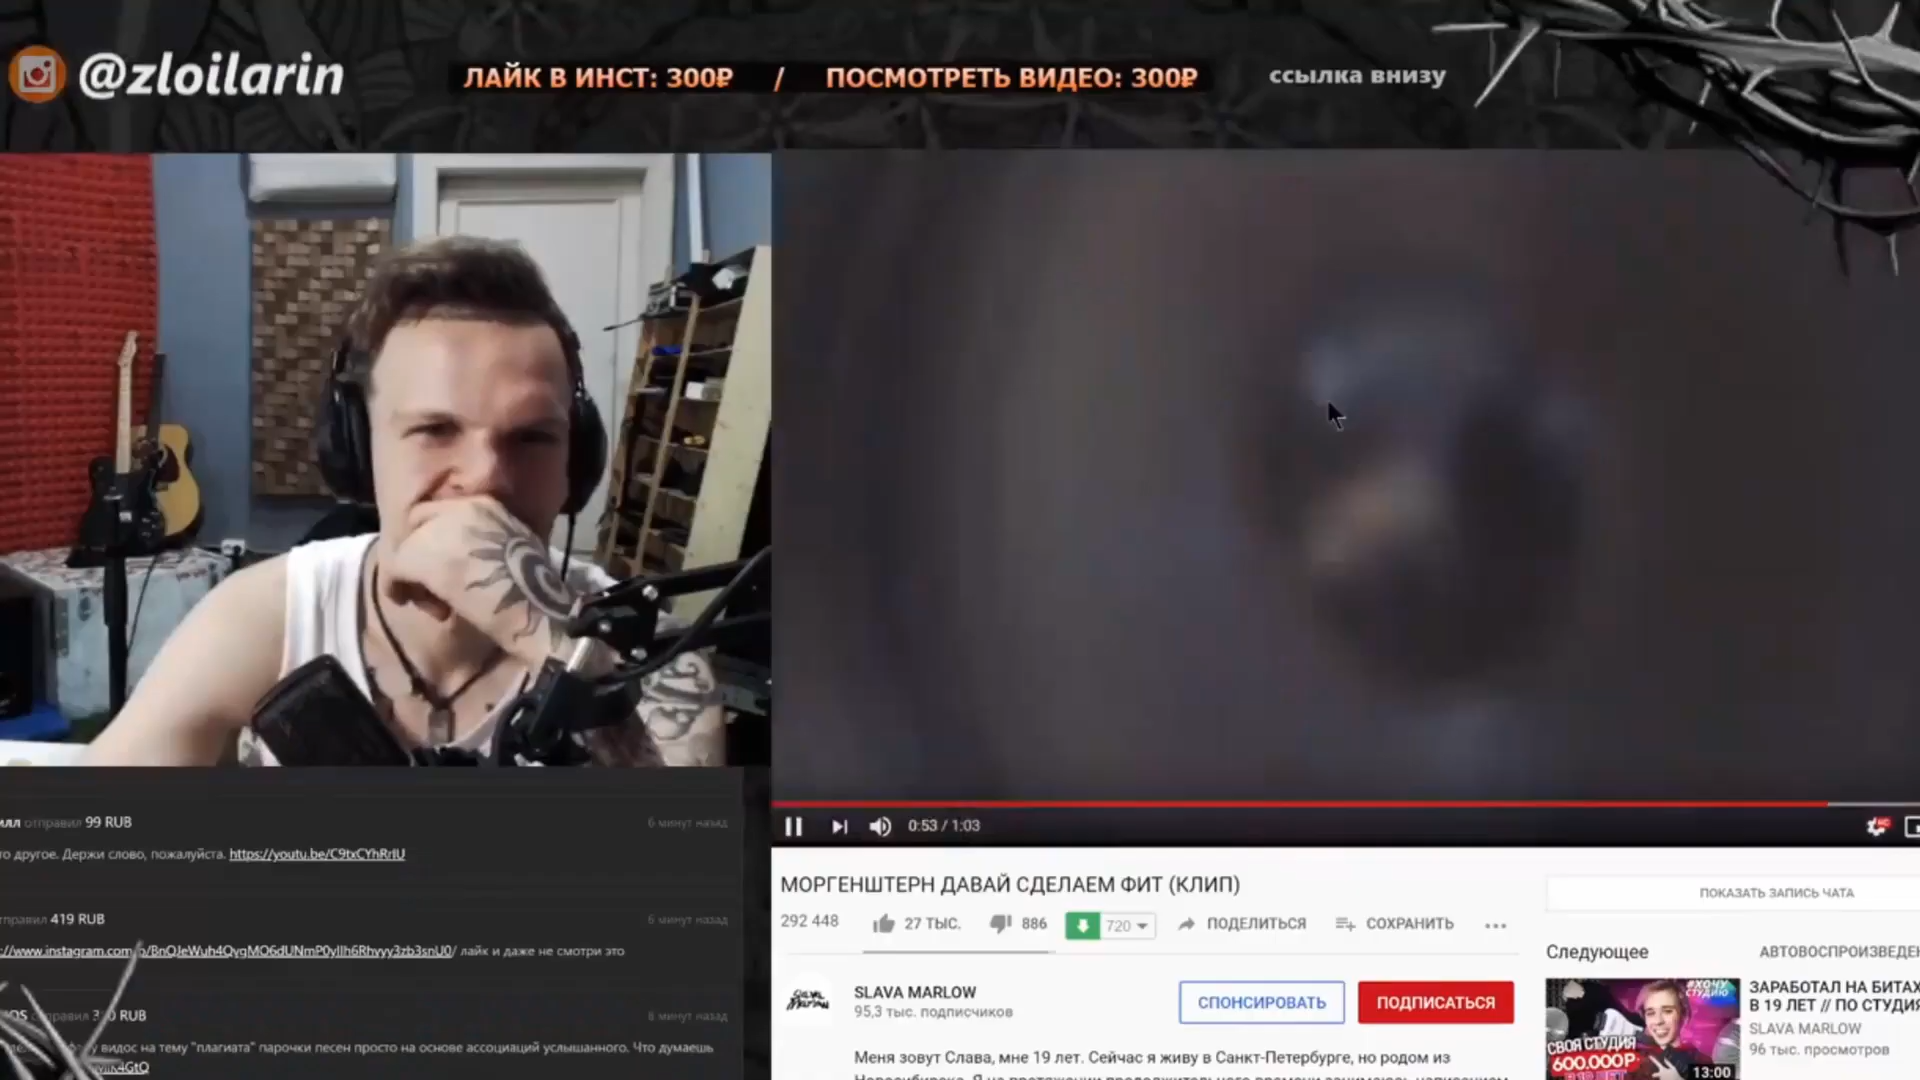 @zloilarin
ЛАЙК В ИНСТ: 300₽ / ПОСМОТРЕТЬ ВИДЕО: 300₽
ссылка внизу
отправил 99 RUB
6 минут назад
другое. Держи слово, пожалуйста. https://youtu.be/C9txCYhRrIU
419 RUB
6 минут назад
лайк и даже не смотри это
RUB
8 минут назад
видос на тему "плагиата" парочки песен просто на основе ассоциаций услышанного. Что думаешь
0:53 / 1:03
МОРГЕНШТЕРН ДАВАЙ СДЕЛАЕМ ФИТ (КЛИП)
292 448
27 ТЫС.
886
720
ПОДЕЛИТЬСЯ
СОХРАНИТЬ
SLAVA MARLOW
95,3 тыс. подписчиков
СПОНСИРОВАТЬ
ПОДПИСАТЬСЯ
Меня зовут Слава, мне 19 лет. Сейчас я живу в Санкт-Петербурге, но родом из
ПОКАЗАТЬ ЗАПИСЬ ЧАТА
Следующее
АВТОВОСПРОИЗВЕДЕН
#ХОЧУ
СТУДИЮ
СВОЯ СТУДИЯ
600.000₽
13:00
ЗАРАБОТАЛ НА БИТАХ
В 19 ЛЕТ // ПО СТУДИЯ
SLAVA MARLOW
96 тыс. просмотров